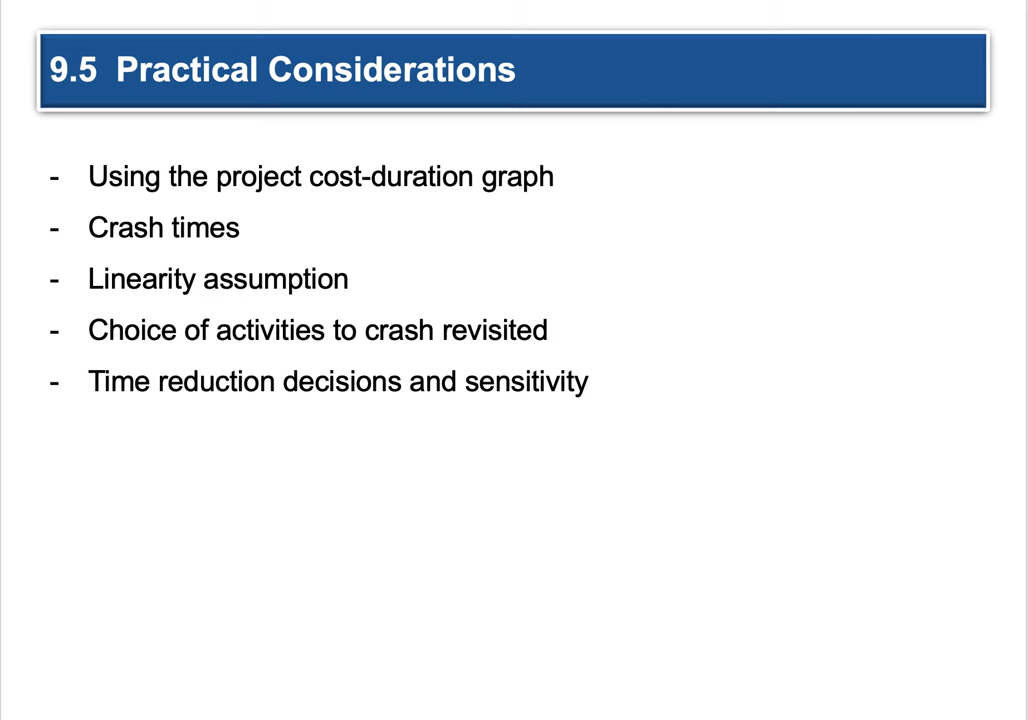 9.5 Practical Considerations
- Using the project cost-duration graph
- Crash times
- Linearity assumption
- Choice of activities to crash revisited
- Time reduction decisions and sensitivity